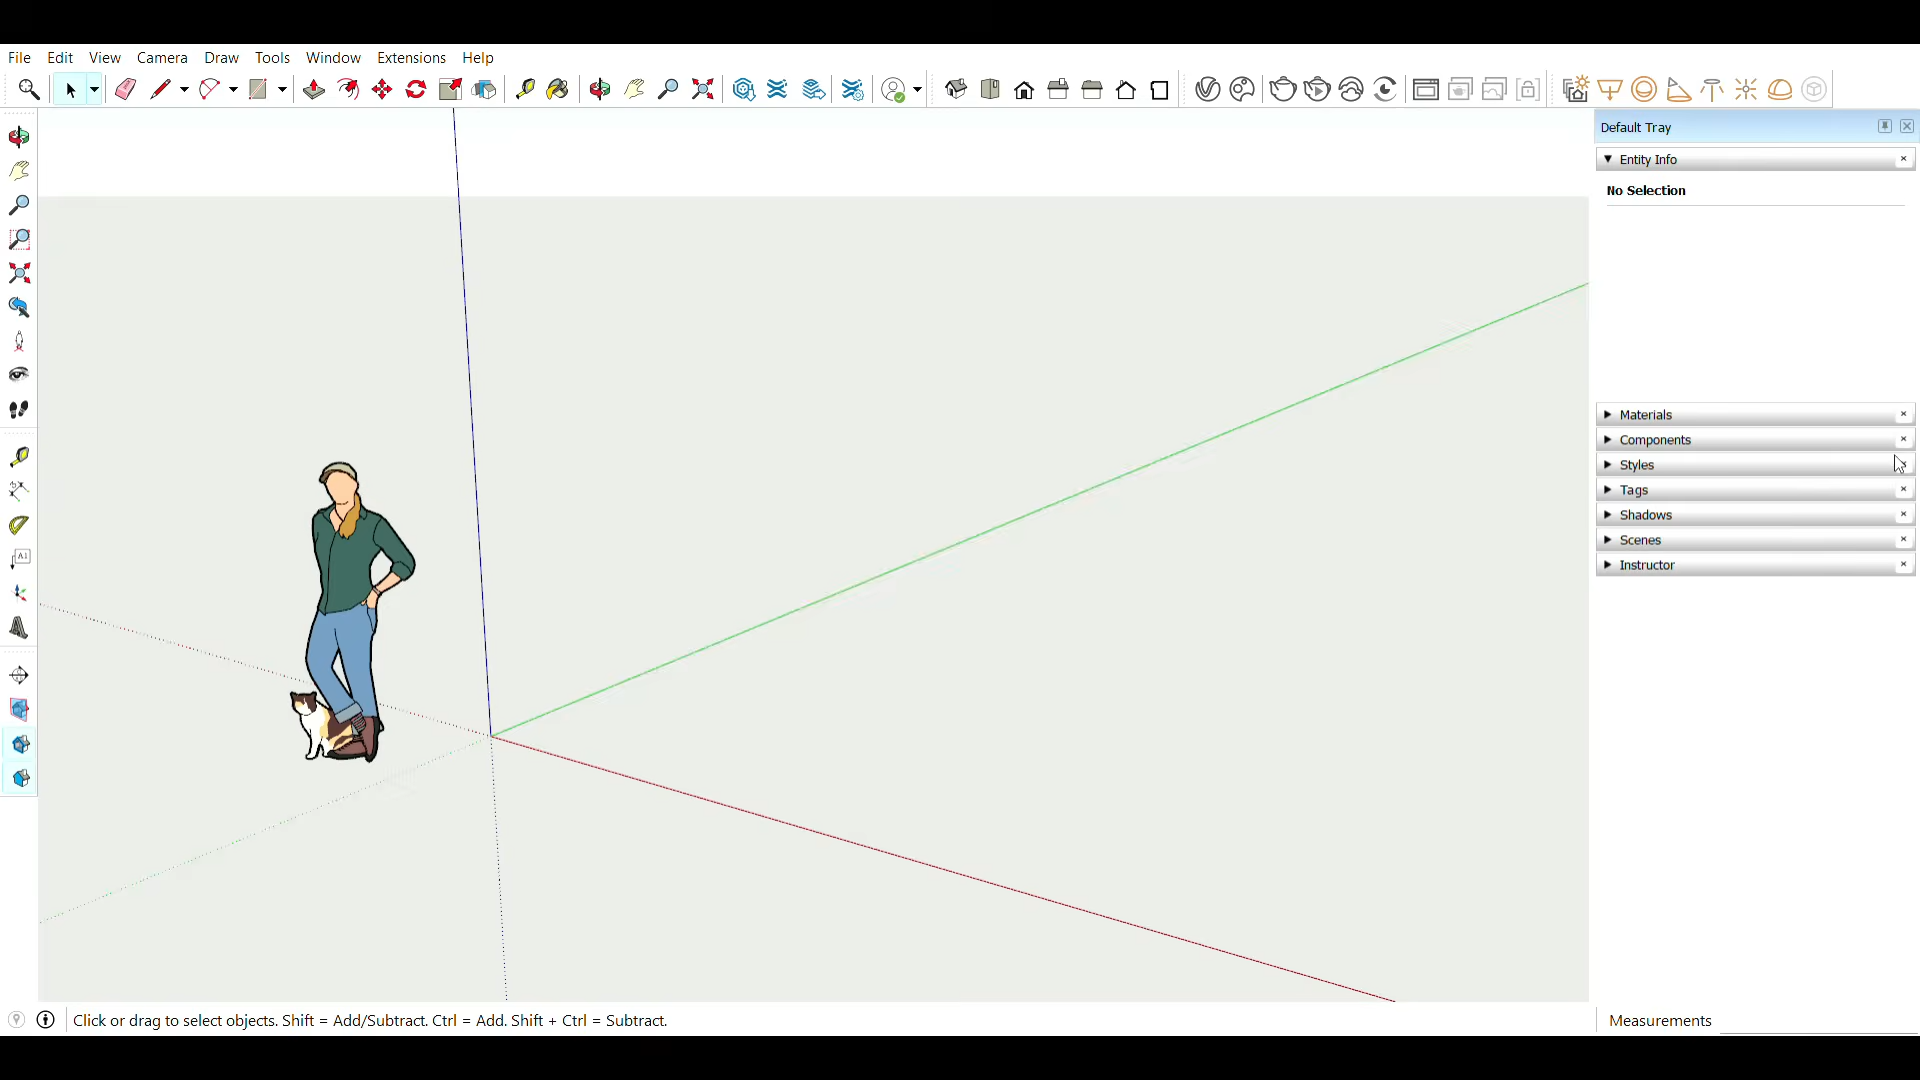 File Edit View Camera Draw Tools Window Extensions Help
Default Tray
Entity Info
No Selection
Materials
Components
Styles
Tags
Shadows
Scenes
Instructor
A1
Click or drag to select objects. Shift = Add/Subtract. Ctrl = Add. Shift + Ctrl = Subtract.
Measurements